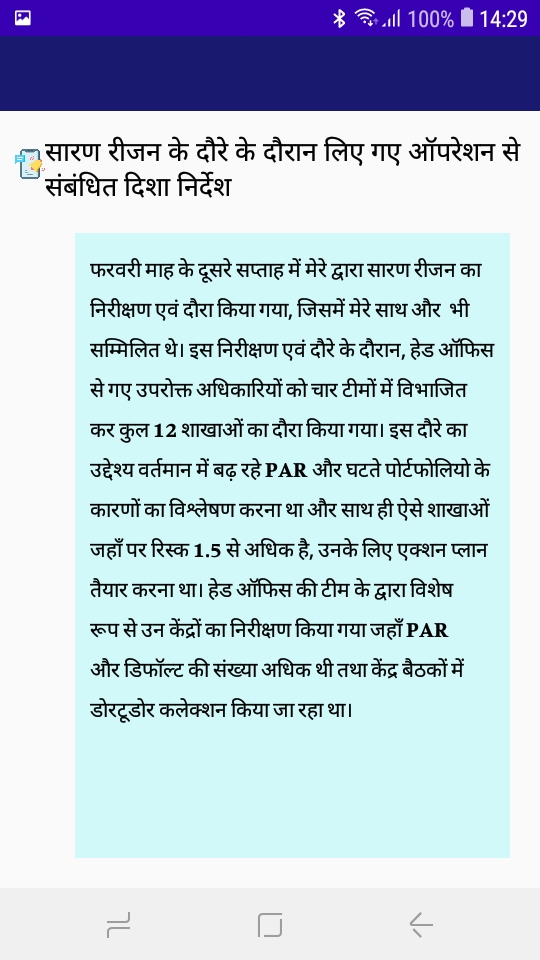 100% 14:29
सारण रीजन के दौरे के दौरान लिए गए ऑपरेशन से
संबंधित दिशा निर्देश
फरवरी माह के दूसरे सप्ताह में मेरे द्वारा सारण रीजन का
निरीक्षण एवं दौरा किया गया, जिसमें मेरे साथ और  भी
सम्मिलित थे। इस निरीक्षण एवं दौरे के दौरान, हेड ऑफिस
से गए उपरोक्त अधिकारियों को चार टीमों में विभाजित
कर कुल 12 शाखाओं का दौरा किया गया। इस दौरे का
उद्देश्य वर्तमान में बढ़ रहे PAR और घटते पोर्टफोलियो के
कारणों का विश्लेषण करना था और साथ ही ऐसे शाखाओं
जहाँ पर रिस्क 1.5 से अधिक है, उनके लिए एक्शन प्लान
तैयार करना था। हेड ऑफिस की टीम के द्वारा विशेष
रूप से उन केंद्रों का निरीक्षण किया गया जहाँ PAR
और डिफॉल्ट की संख्या अधिक थी तथा केंद्र बैठकों में
डोरटूडोर कलेक्शन किया जा रहा था।